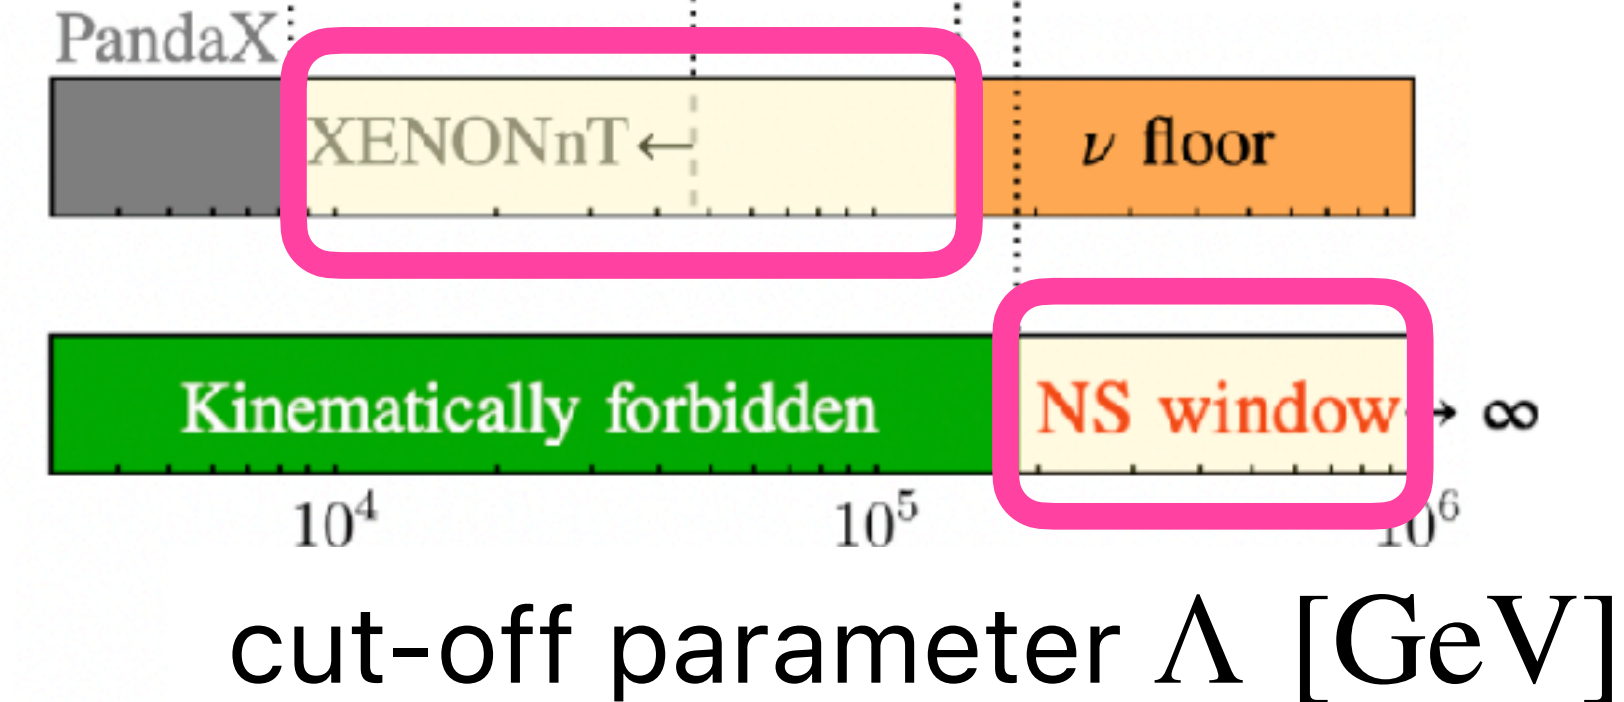 PandaX
XENONnT ←
ν floor
Kinematically forbidden
NS window → ∞
10⁴ 10⁵ 10⁶
cut-off parameter Λ [GeV]